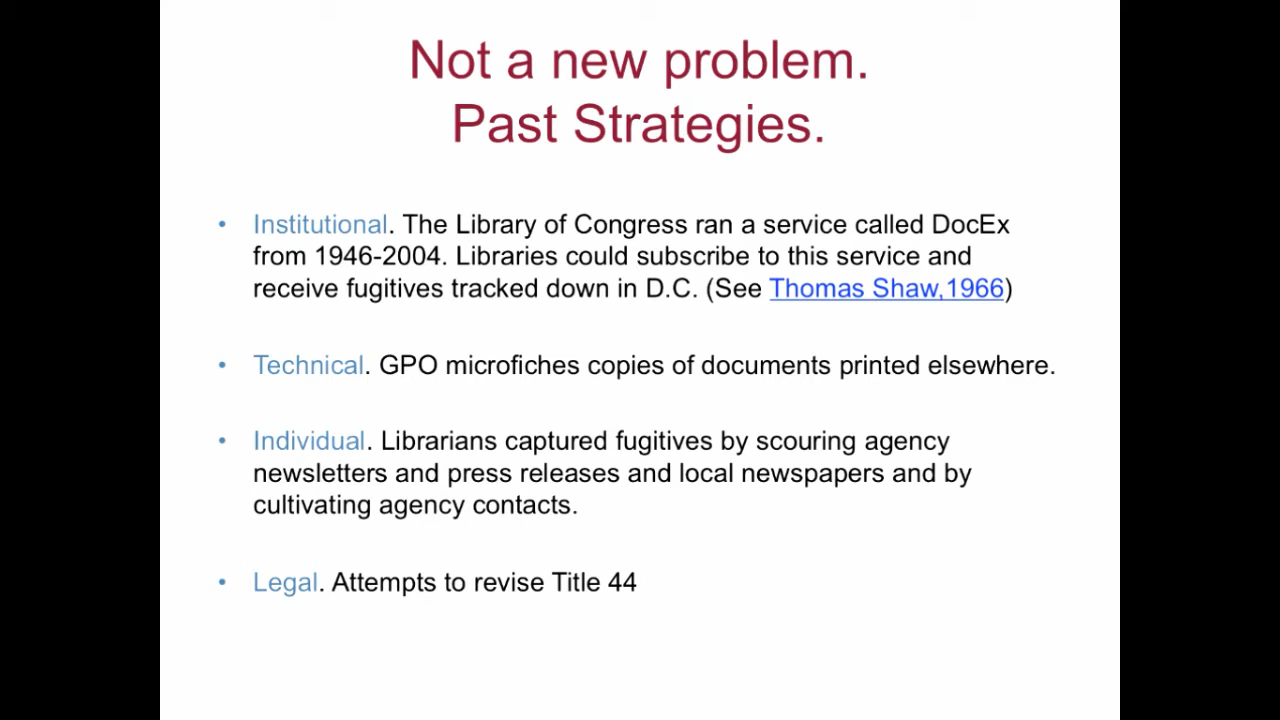 Not a new problem.
Past Strategies.
• Institutional. The Library of Congress ran a service called DocEx
from 1946-2004. Libraries could subscribe to this service and
receive fugitives tracked down in D.C. (See Thomas Shaw,1966)
• Technical. GPO microfiches copies of documents printed elsewhere.
• Individual. Librarians captured fugitives by scouring agency
newsletters and press releases and local newspapers and by
cultivating agency contacts.
• Legal. Attempts to revise Title 44